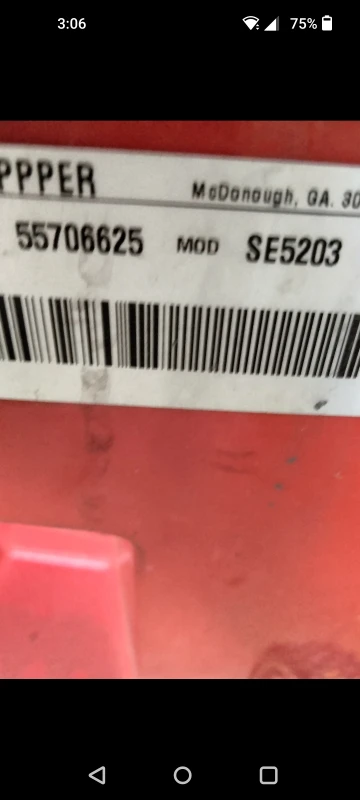 3:06 75%
PPPER
McDonough, GA. 30
55706625 MOD SE5203